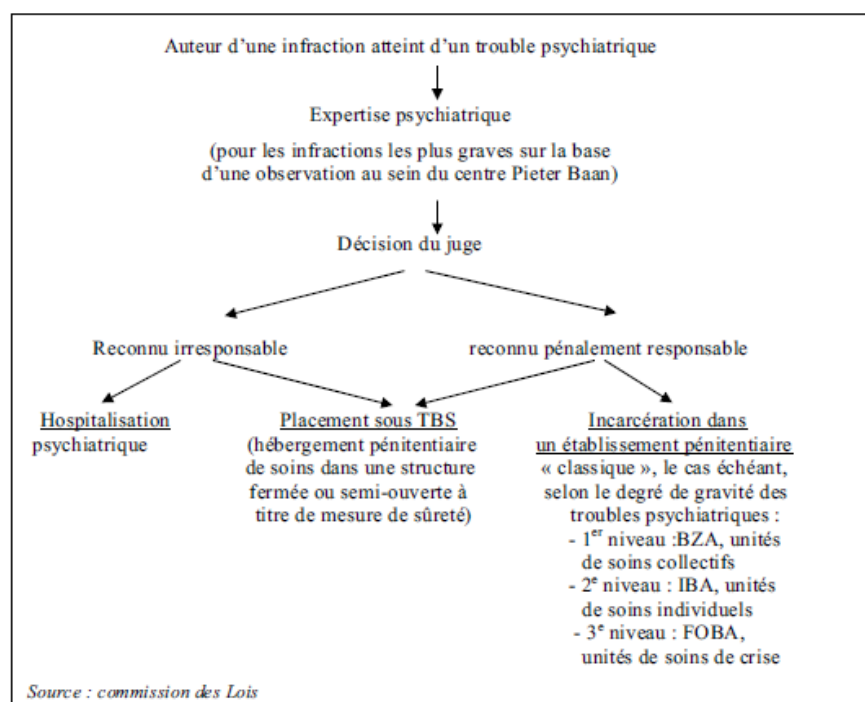 Auteur d'une infraction atteint d'un trouble psychiatrique
Expertise psychiatrique
(pour les infractions les plus graves sur la base
d'une observation au sein du centre Pieter Baan)
Décision du juge
Reconnu irresponsable
reconnu pénalement responsable
Hospitalisation
psychiatrique
Placement sous TBS
(hébergement pénitentiaire
de soins dans une structure
fermée ou semi-ouverte à
titre de mesure de sûreté)
Incarcération dans
un établissement pénitentiaire
« classique », le cas échéant,
selon le degré de gravité des
troubles psychiatriques :
- 1er niveau :BZA, unités
de soins collectifs
- 2e niveau : IBA, unités
de soins individuels
- 3e niveau : FOBA,
unités de soins de crise
Source : commission des Lois